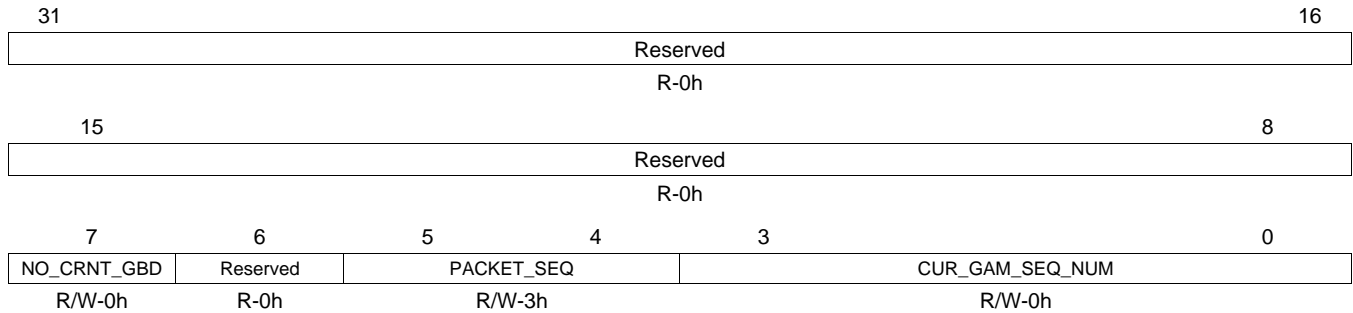 31 16
Reserved
R-0h
15 8
Reserved
R-0h
7 6 5 4 3 0
NO_CRNT_GBD Reserved PACKET_SEQ CUR_GAM_SEQ_NUM
R/W-0h R-0h R/W-3h R/W-0h